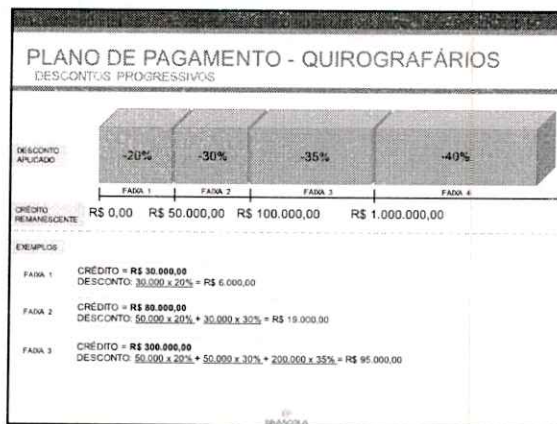 PLANO DE PAGAMENTO - QUIROGRAFÁRIOS
DESCONTOS PROGRESSIVOS
DESCONTO
APLICADO
-20% -30% -35% -40%
FAIXA 1 FAIXA 2 FAIXA 3 FAIXA 4
CRÉDITO
REMANESCENTE
R$ 0,00 R$ 50.000,00 R$ 100.000,00 R$ 1.000.000,00
EXEMPLOS
FAIXA 1 CRÉDITO = R$ 30.000,00
DESCONTO: 30.000 x 20% = R$ 6.000,00
FAIXA 2 CRÉDITO = R$ 80.000,00
DESCONTO: 50.000 x 20% + 30.000 x 30% = R$ 19.000,00
FAIXA 3 CRÉDITO = R$ 300.000,00
DESCONTO: 50.000 x 20% + 50.000 x 30% + 200.000 x 35% = R$ 95.000,00